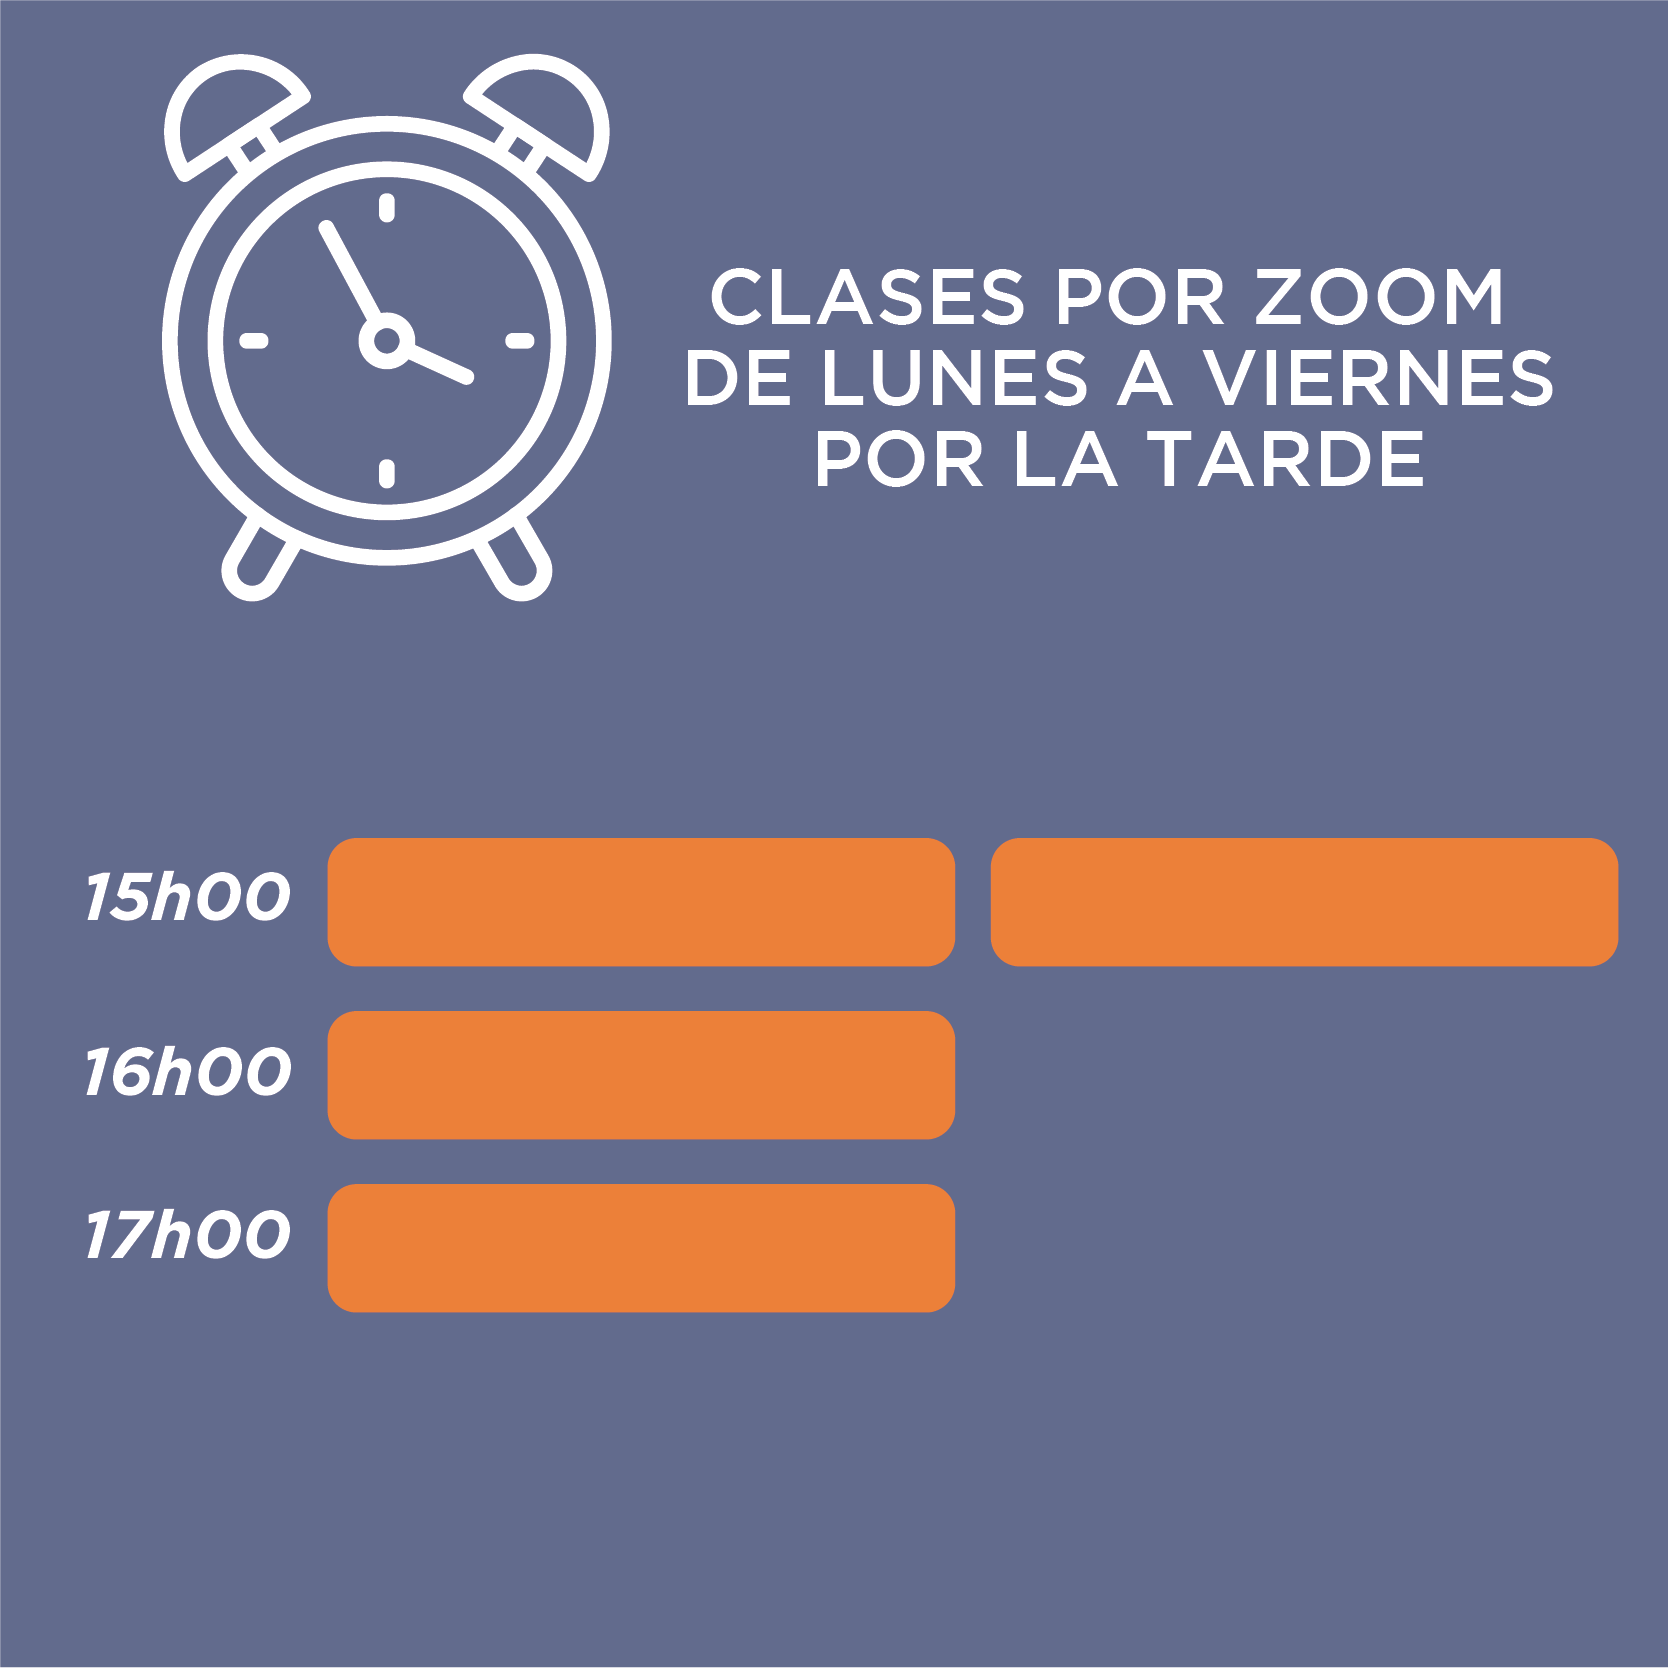 CLASES POR ZOOM
DE LUNES A VIERNES
POR LA TARDE
15h00
16h00
17h00